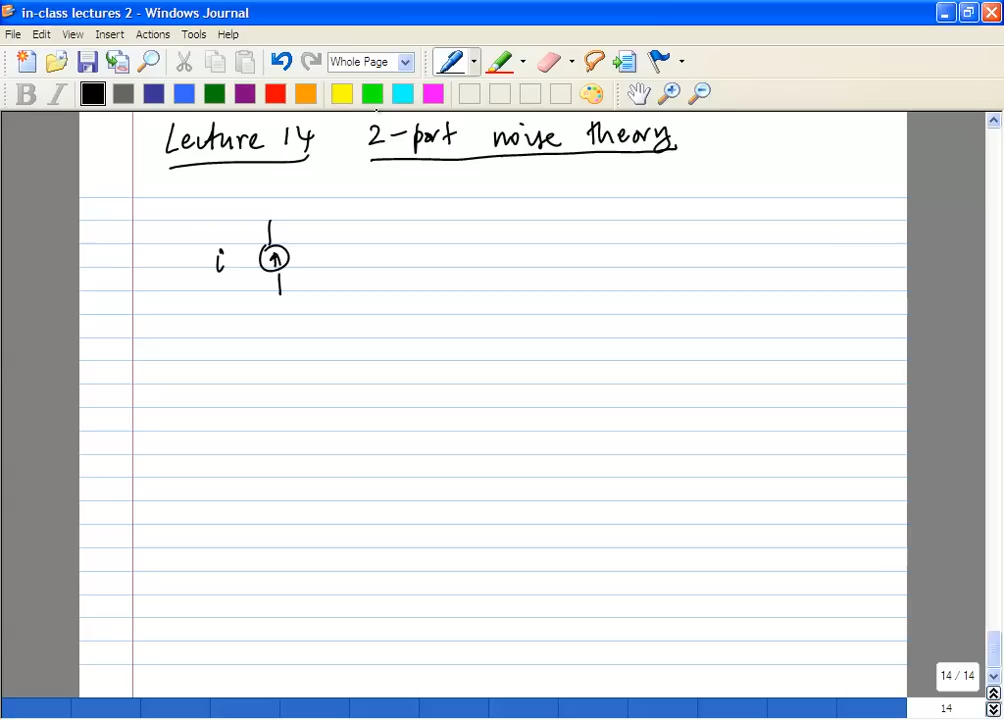 in-class lectures 2 - Windows Journal
File Edit View Insert Actions Tools Help
Whole Page
B I
Lecture 14 2-port noise theory
i
14 / 14
14